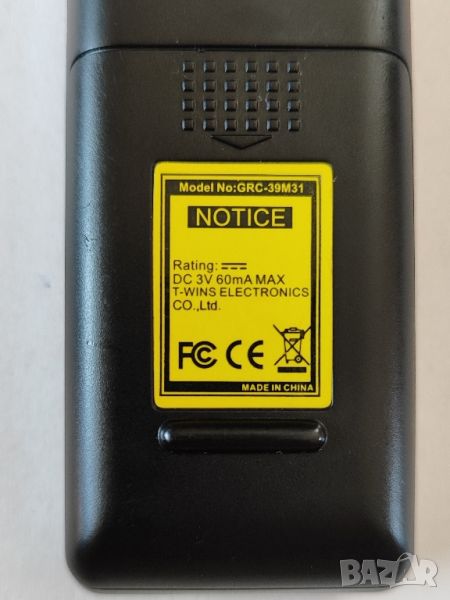 Model No:GRC-39M31
NOTICE
Rating:
DC 3V 60mA MAX
T-WINS ELECTRONICS
CO.,Ltd.
FC CE
MADE IN CHINA
BAZAR